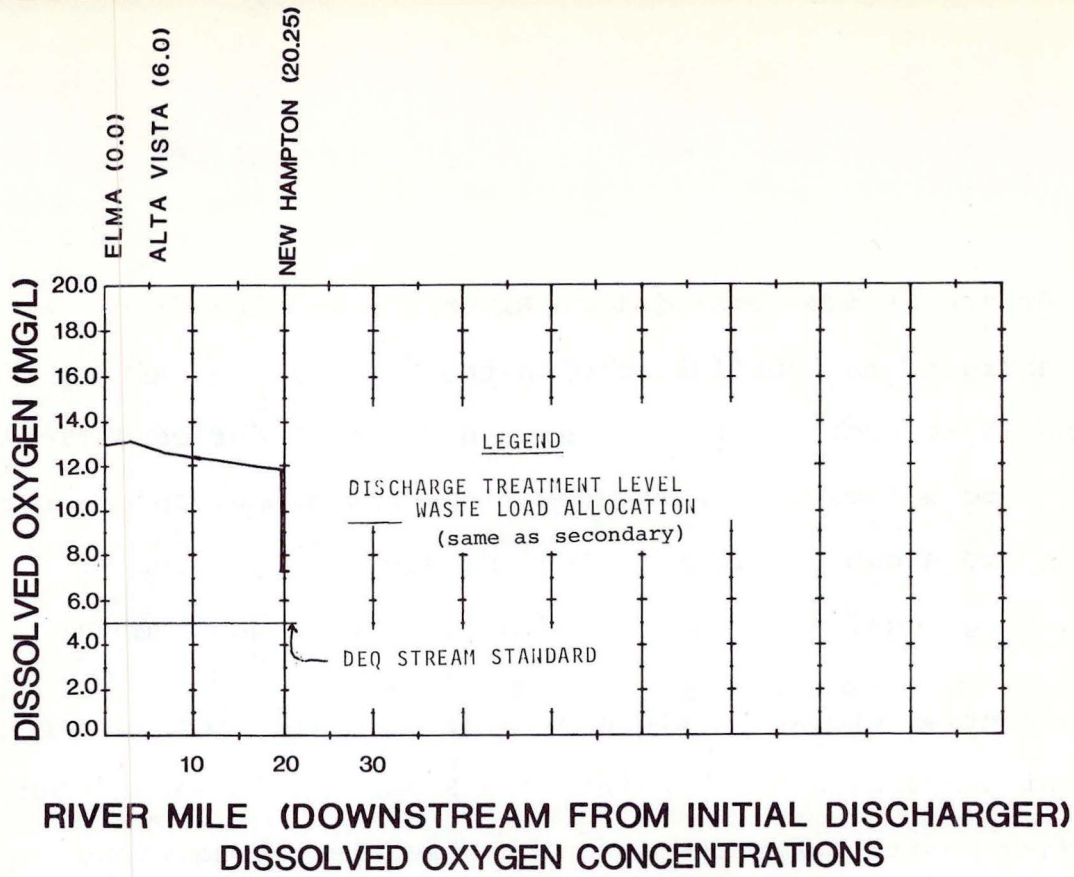 ELMA (0.0)
ALTA VISTA (6.0)
NEW HAMPTON (20.25)
DISSOLVED OXYGEN (MG/L)
20.0
18.0
16.0
14.0
12.0
10.0
8.0
6.0
4.0
2.0
0.0
LEGEND
DISCHARGE TREATMENT LEVEL
WASTE LOAD ALLOCATION
(same as secondary)
DEQ STREAM STANDARD
10 20 30
RIVER MILE (DOWNSTREAM FROM INITIAL DISCHARGER)
DISSOLVED OXYGEN CONCENTRATIONS